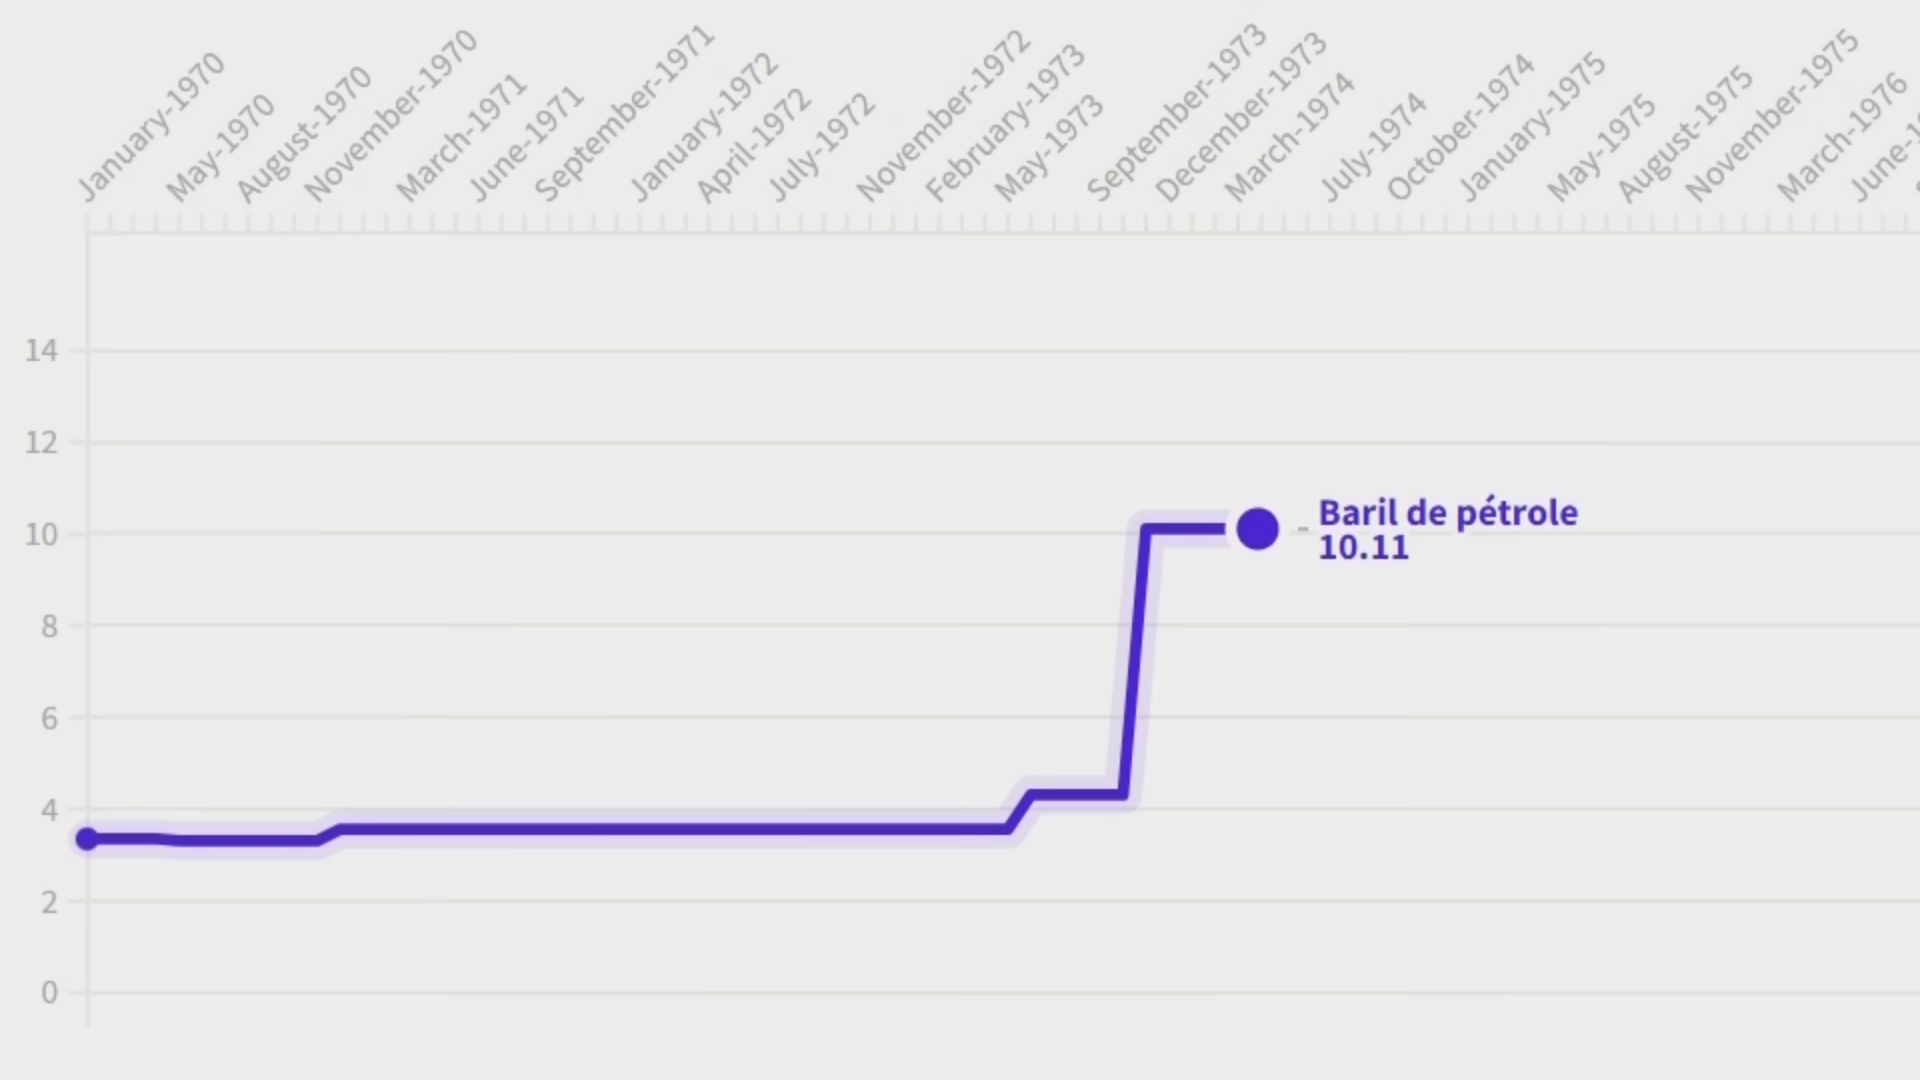 January-1970
May-1970
August-1970
November-1970
March-1971
June-1971
September-1971
January-1972
April-1972
July-1972
November-1972
February-1973
May-1973
September-1973
December-1973
March-1974
July-1974
October-1974
January-1975
May-1975
August-1975
November-1975
March-1976
14
12
10
8
6
4
2
0
Baril de pétrole
10.11